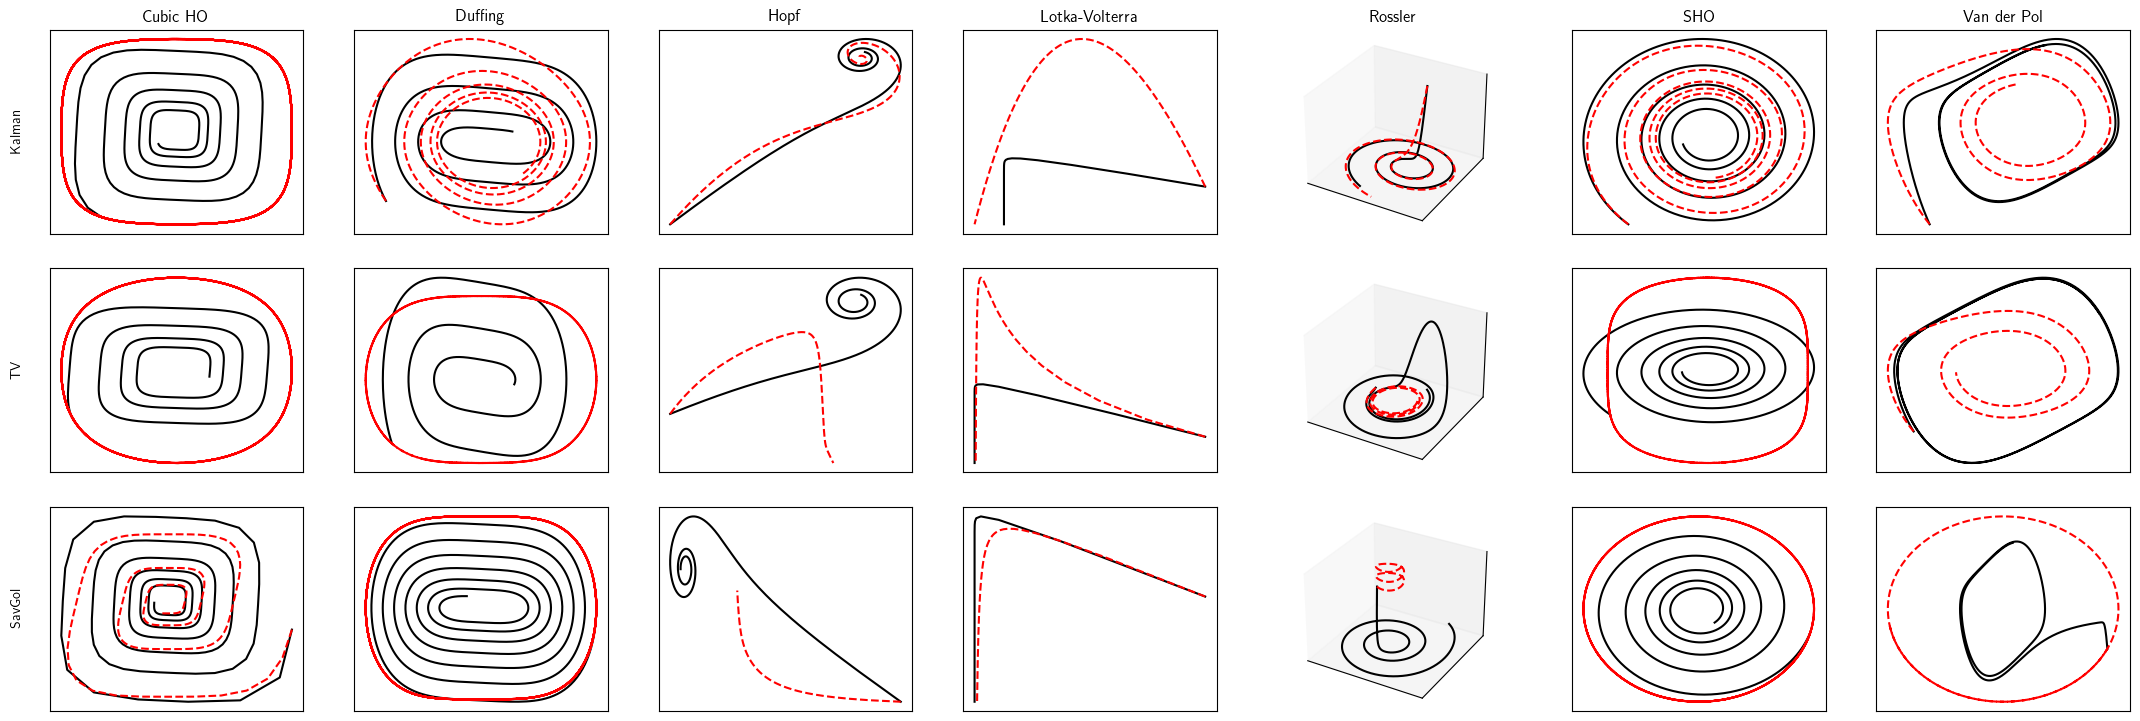 Cubic HO
Duffing
Hopf
Lotka-Volterra
Rossler
SHO
Van der Pol
Kalman
TV
SavGol